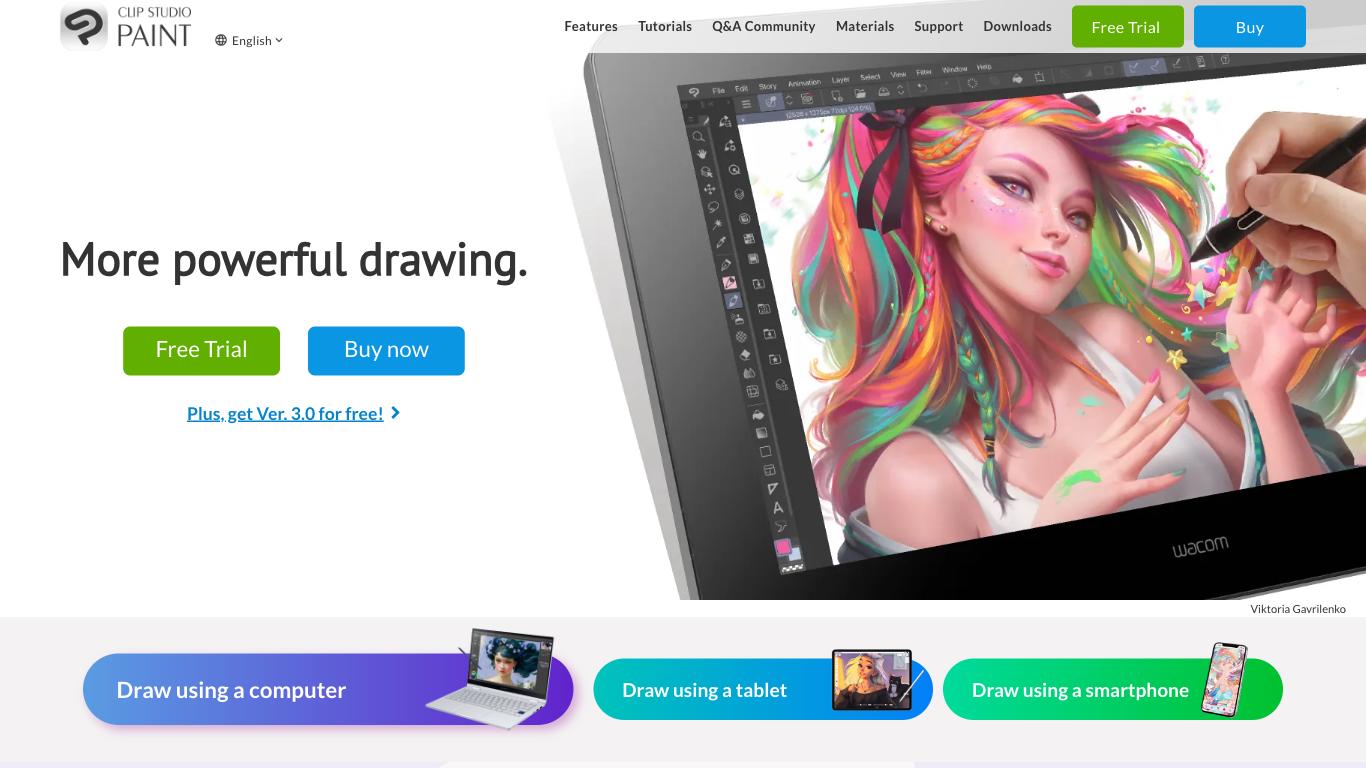 CLIP STUDIO
PAINT
English
Features
Tutorials
Q&A Community
Materials
Support
Downloads
Free Trial
Buy
File Edit Story Animation Layer Select View Filter Window Help
More powerful drawing.
Free Trial
Buy now
Plus, get Ver. 3.0 for free!
wacom
Viktoria Gavrilenko
Draw using a computer
Draw using a tablet
Draw using a smartphone